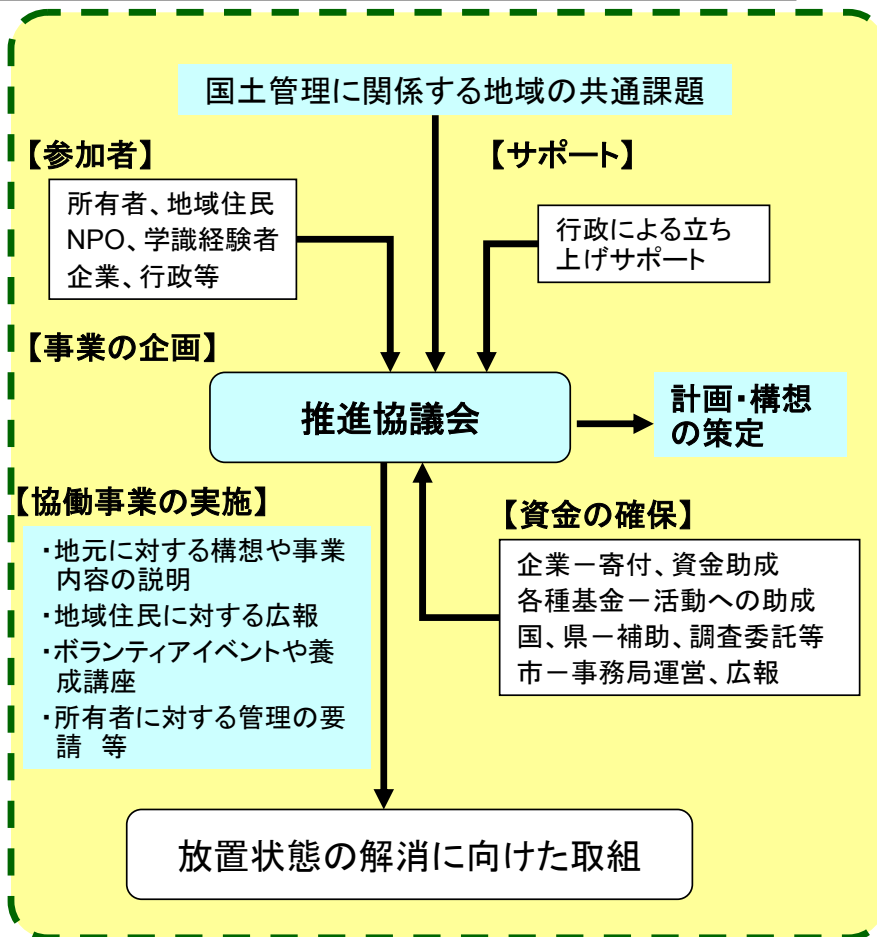 国土管理に関係する地域の共通課題
【参加者】
所有者、地域住民
NPO、学識経験者
企業、行政等
【サポート】
行政による立ち
上げサポート
【事業の企画】
推進協議会
計画・構想
の策定
【協働事業の実施】
・地元に対する構想や事業
内容の説明
・地域住民に対する広報
・ボランティアイベントや養
成講座
・所有者に対する管理の要
請　等
【資金の確保】
企業－寄付、資金助成
各種基金－活動への助成
国、県－補助、調査委託等
市－事務局運営、広報
放置状態の解消に向けた取組